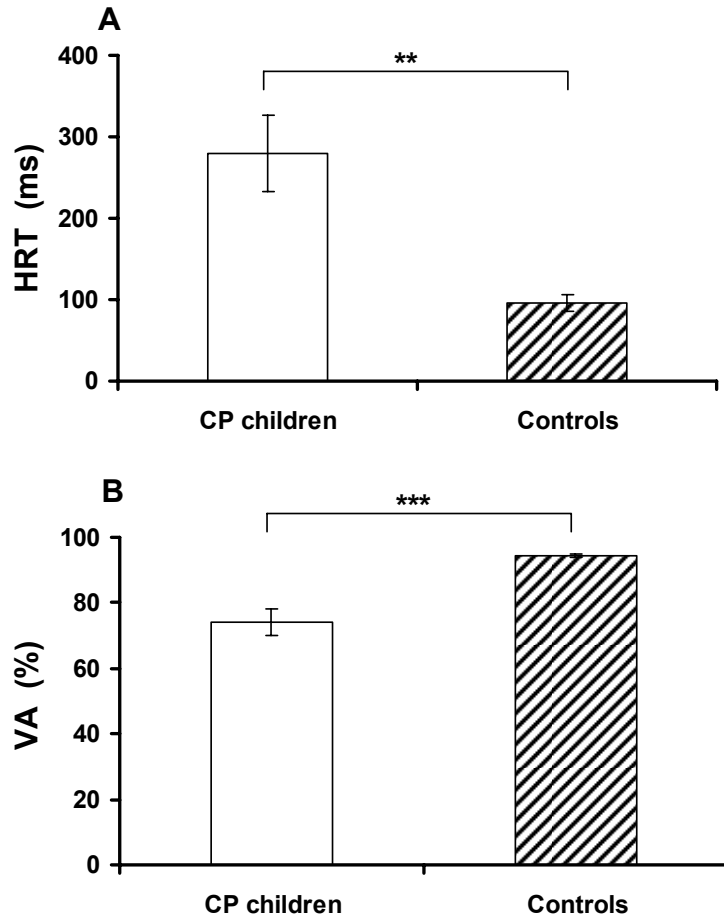 A
HRT (ms)
400
300
200
100
0
**
CP children Controls
B
VA (%)
100
80
60
40
20
0
***
CP children Controls